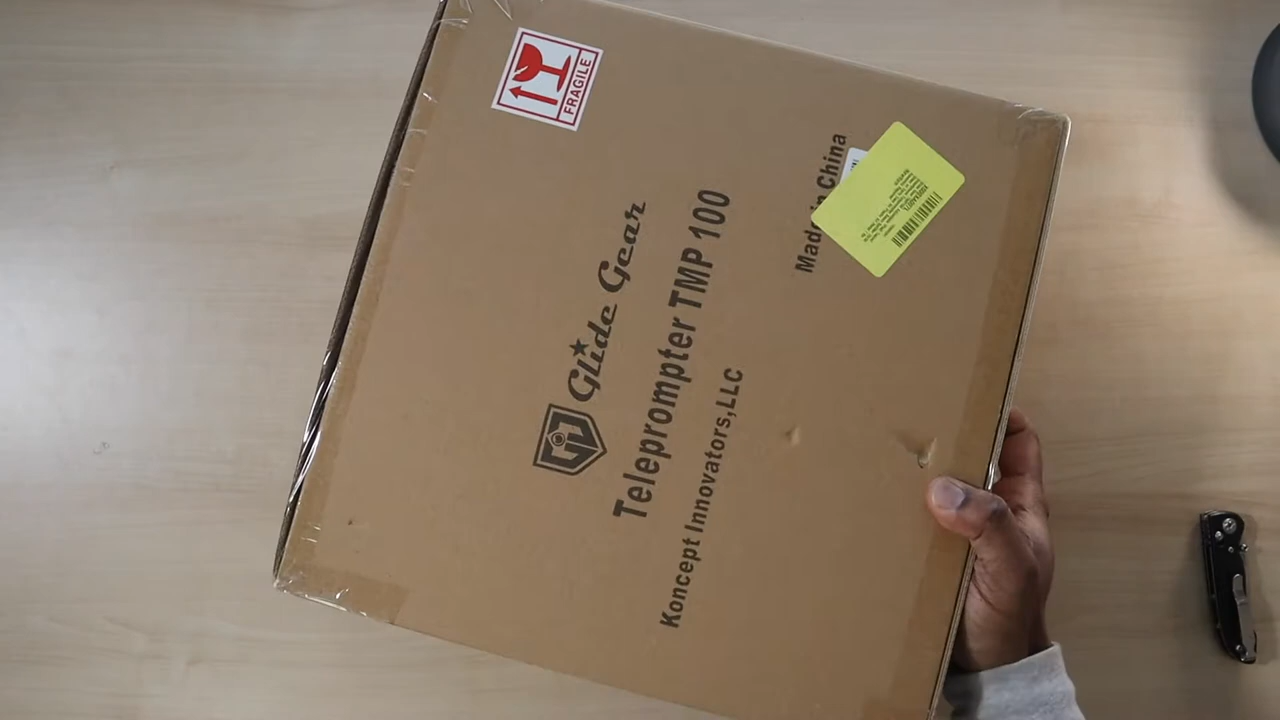 FRAGILE
Glide Gear
Teleprompter TMP 100
Koncept Innovators,LLC
Made in China